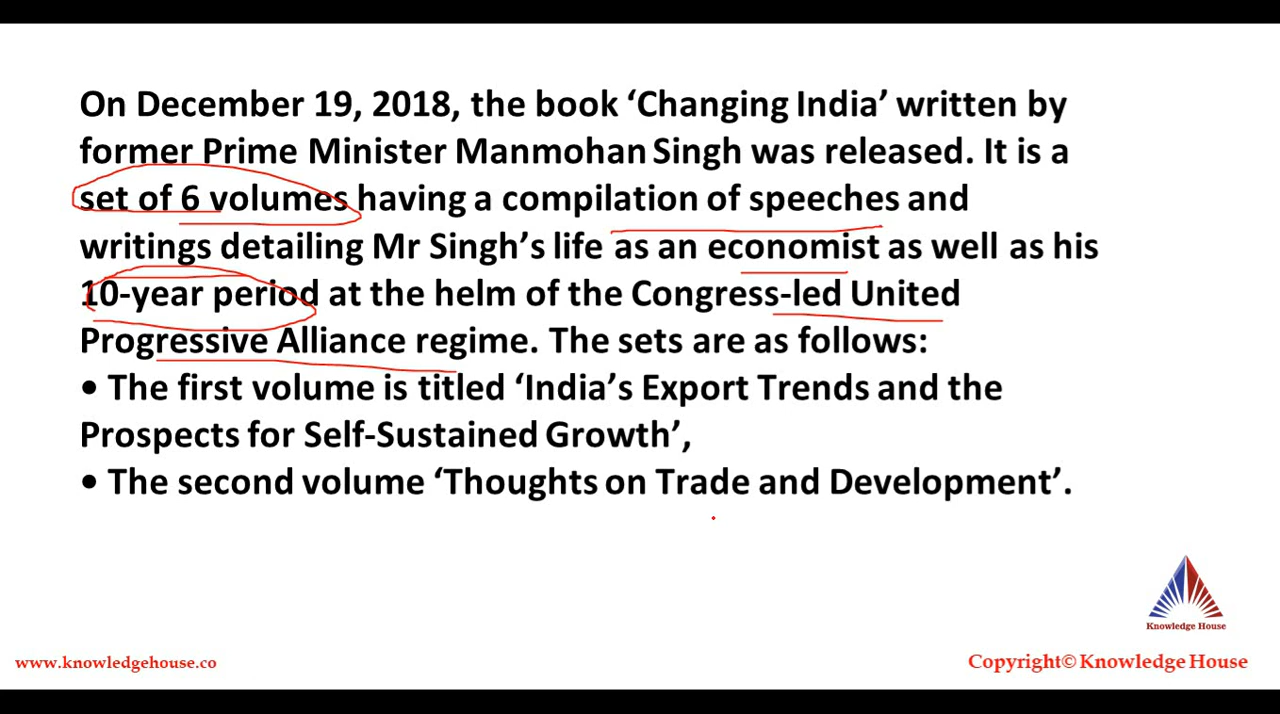 On December 19, 2018, the book ‘Changing India’ written by
former Prime Minister Manmohan Singh was released. It is a
set of 6 volumes having a compilation of speeches and
writings detailing Mr Singh’s life as an economist as well as his
10-year period at the helm of the Congress-led United
Progressive Alliance regime. The sets are as follows:
• The first volume is titled ‘India’s Export Trends and the
Prospects for Self-Sustained Growth’,
• The second volume ‘Thoughts on Trade and Development’.
Knowledge House
www.knowledgehouse.co
Copyright© Knowledge House